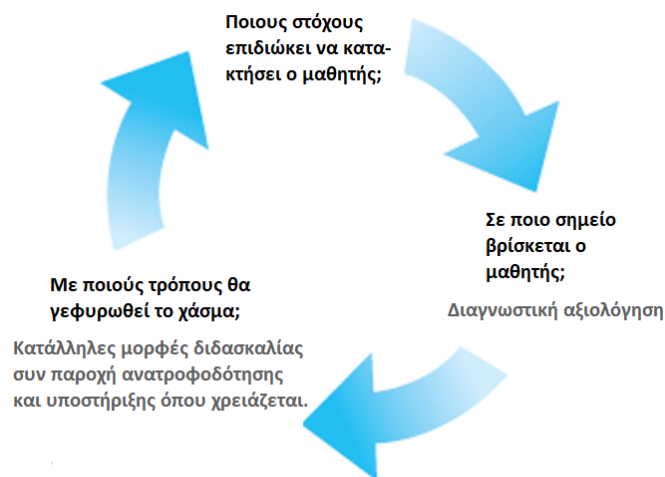 Ποιους στόχους
επιδιώκει να κατα-
κτήσει ο μαθητής;
Σε ποιο σημείο
βρίσκεται ο
μαθητής;
Διαγνωστική αξιολόγηση
Με ποιούς τρόπους θα
γεφυρωθεί το χάσμα;
Κατάλληλες μορφές διδασκαλίας
συν παροχή ανατροφοδότησης
και υποστήριξης όπου χρειάζεται.